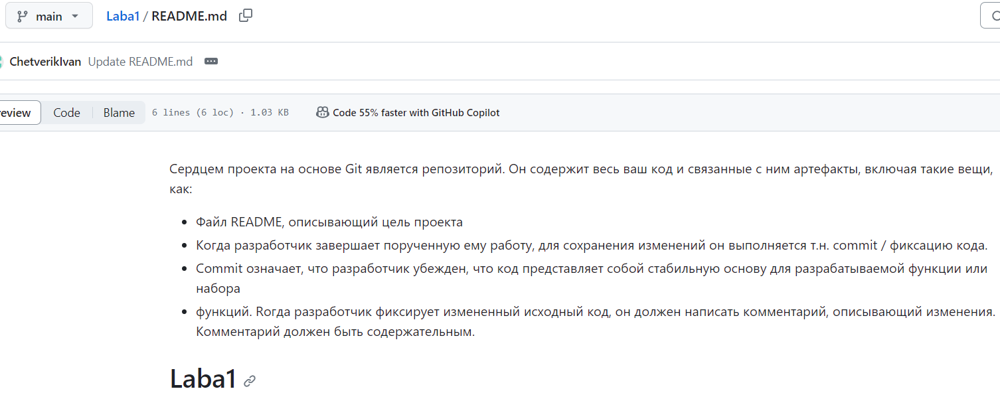 main
Laba1 / README.md
ChetverikIvan Update README.md
Code
Blame
6 lines (6 loc) · 1.03 KB
Code 55% faster with GitHub Copilot
Сердцем проекта на основе Git является репозиторий. Он содержит весь ваш код и связанные с ним артефакты, включая такие вещи,
как:
Файл README, описывающий цель проекта
Когда разработчик завершает порученную ему работу, для сохранения изменений он выполняется т.н. commit / фиксацию кода.
Commit означает, что разработчик убежден, что код представляет собой стабильную основу для разрабатываемой функции или
набора
функций. Rогда разработчик фиксирует измененный исходный код, он должен написать комментарий, описывающий изменения.
Комментарий должен быть содержательным.
Laba1